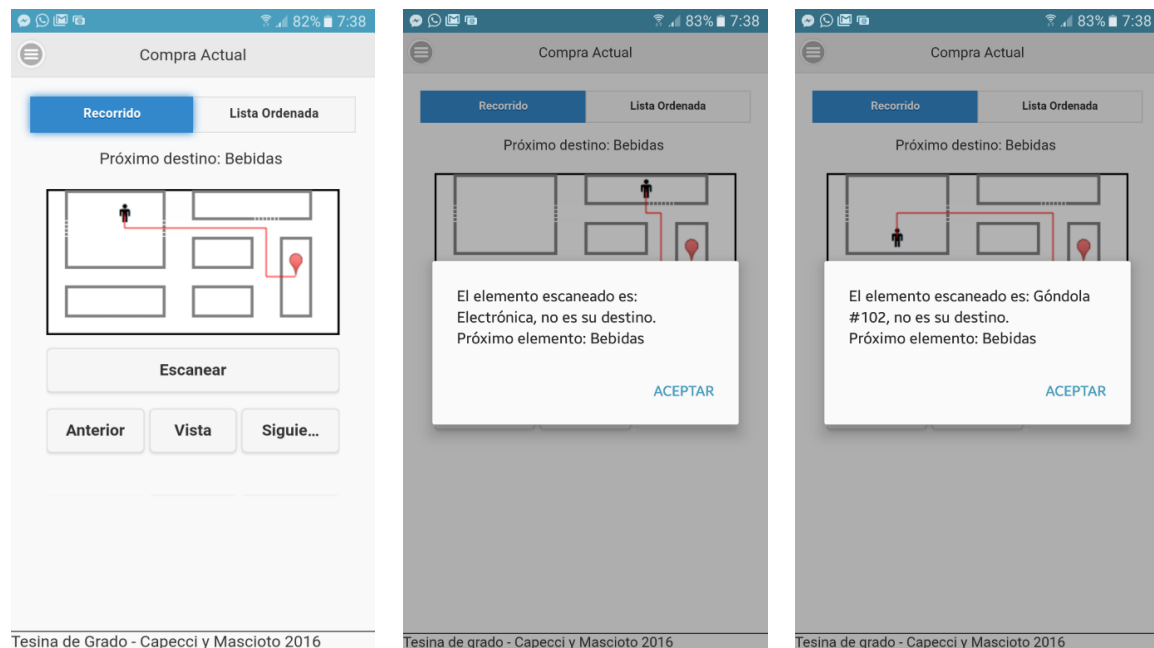 82% 7:38
Compra Actual
Recorrido Lista Ordenada
Próximo destino: Bebidas
Escanear
Anterior Vista Siguie...
Tesina de Grado - Capecci y Mascioto 2016
83% 7:38
Compra Actual
Recorrido Lista Ordenada
Próximo destino: Bebidas
El elemento escaneado es:
Electrónica, no es su destino.
Próximo elemento: Bebidas
ACEPTAR
Tesina de grado - Capecci y Mascioto 2016
83% 7:38
Compra Actual
Recorrido Lista Ordenada
Próximo destino: Bebidas
El elemento escaneado es: Góndola
#102, no es su destino.
Próximo elemento: Bebidas
ACEPTAR
Tesina de grado - Capecci y Mascioto 2016